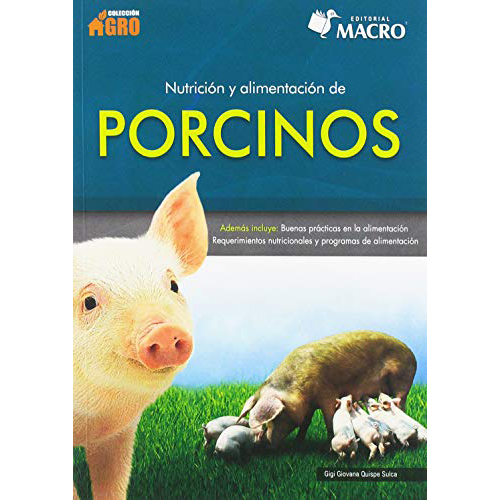 COLECCIÓN
AGRO
EDITORIAL
MACRO®
Nutrición y alimentación de
PORCINOS
Además incluye: Buenas prácticas en la alimentación
Requerimientos nutricionales y programas de alimentación
Gigi Giovana Quispe Sulca